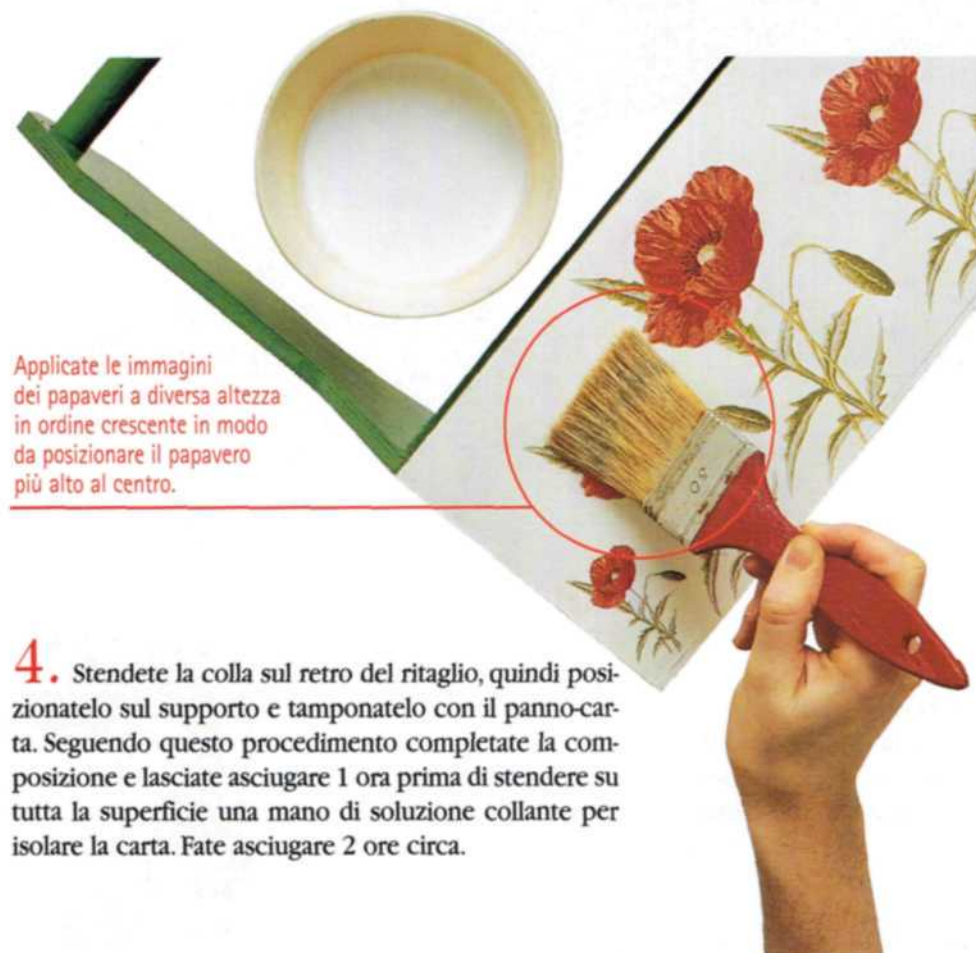 Applicate le immagini
dei papaveri a diversa altezza
in ordine crescente in modo
da posizionare il papavero
più alto al centro.
50
4. Stendete la colla sul retro del ritaglio, quindi posi-
zionatelo sul supporto e tamponatelo con il panno-car-
ta. Seguendo questo procedimento completate la com-
posizione e lasciate asciugare 1 ora prima di stendere su
tutta la superficie una mano di soluzione collante per
isolare la carta. Fate asciugare 2 ore circa.